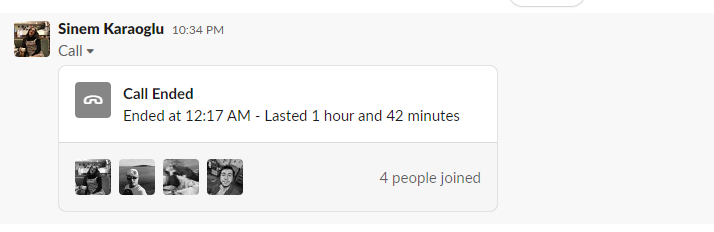 Sinem Karaoglu 10:34 PM
Call
Call Ended
Ended at 12:17 AM - Lasted 1 hour and 42 minutes
4 people joined